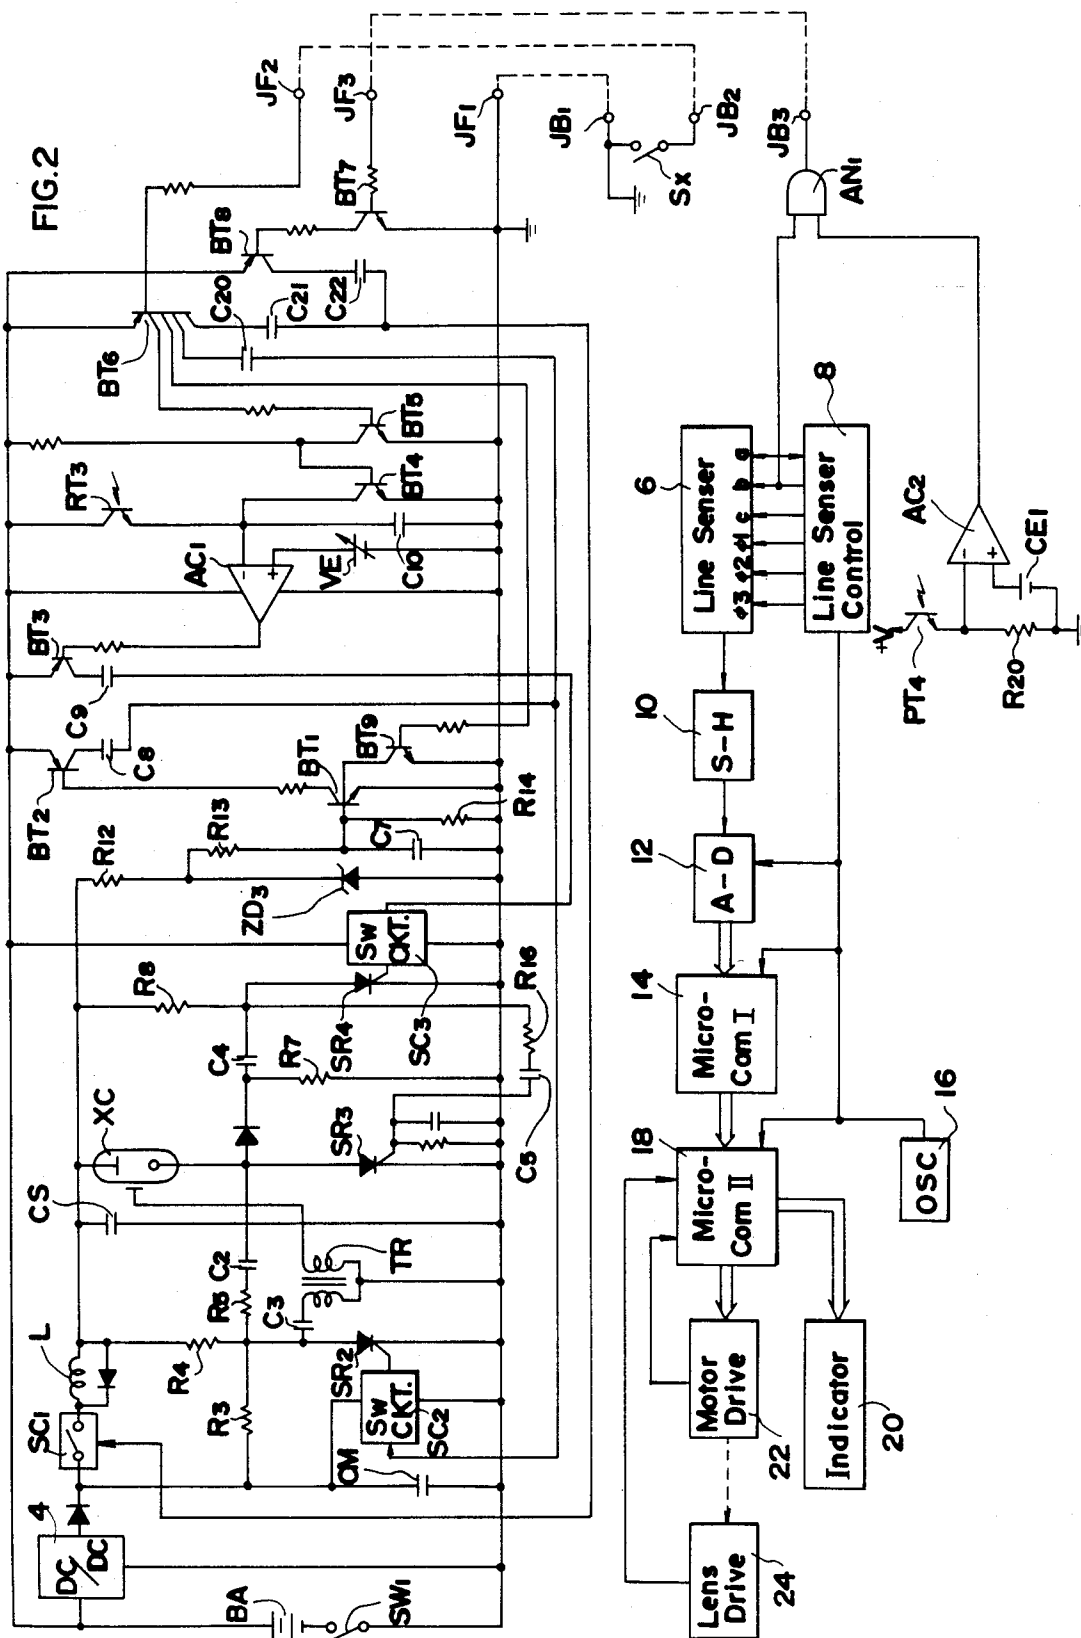 FIG.2
JF2
JF3
JF1
JB1
JB2
JB3
Sx
AN1
BT7
BT8
C20
C21
C22
BT6
BT5
BT4
RT3
AC1
VE
C10
BT3
C9
C8
BT2
BT1
BT9
R14
R13
C7
R12
ZD3
SW
CKT.
SC3
R16
R8
SR4
C4
R7
XC
SR3
C5
CS
TR
C2
R5
C3
L
R4
SR2
SW
CKT.
SC2
SC1
R3
CM
4
DC
DC
BA
SW1
6
Line Senser
φ3 φ2 φ1 c b a
8
Line Senser
Control
AC2
CE1
+V
PT4
R20
10
S-H
12
A-D
14
Micro-
Com I
16
OSC
18
Micro-
Com II
Motor
Drive
22
Indicator
20
Lens
Drive
24